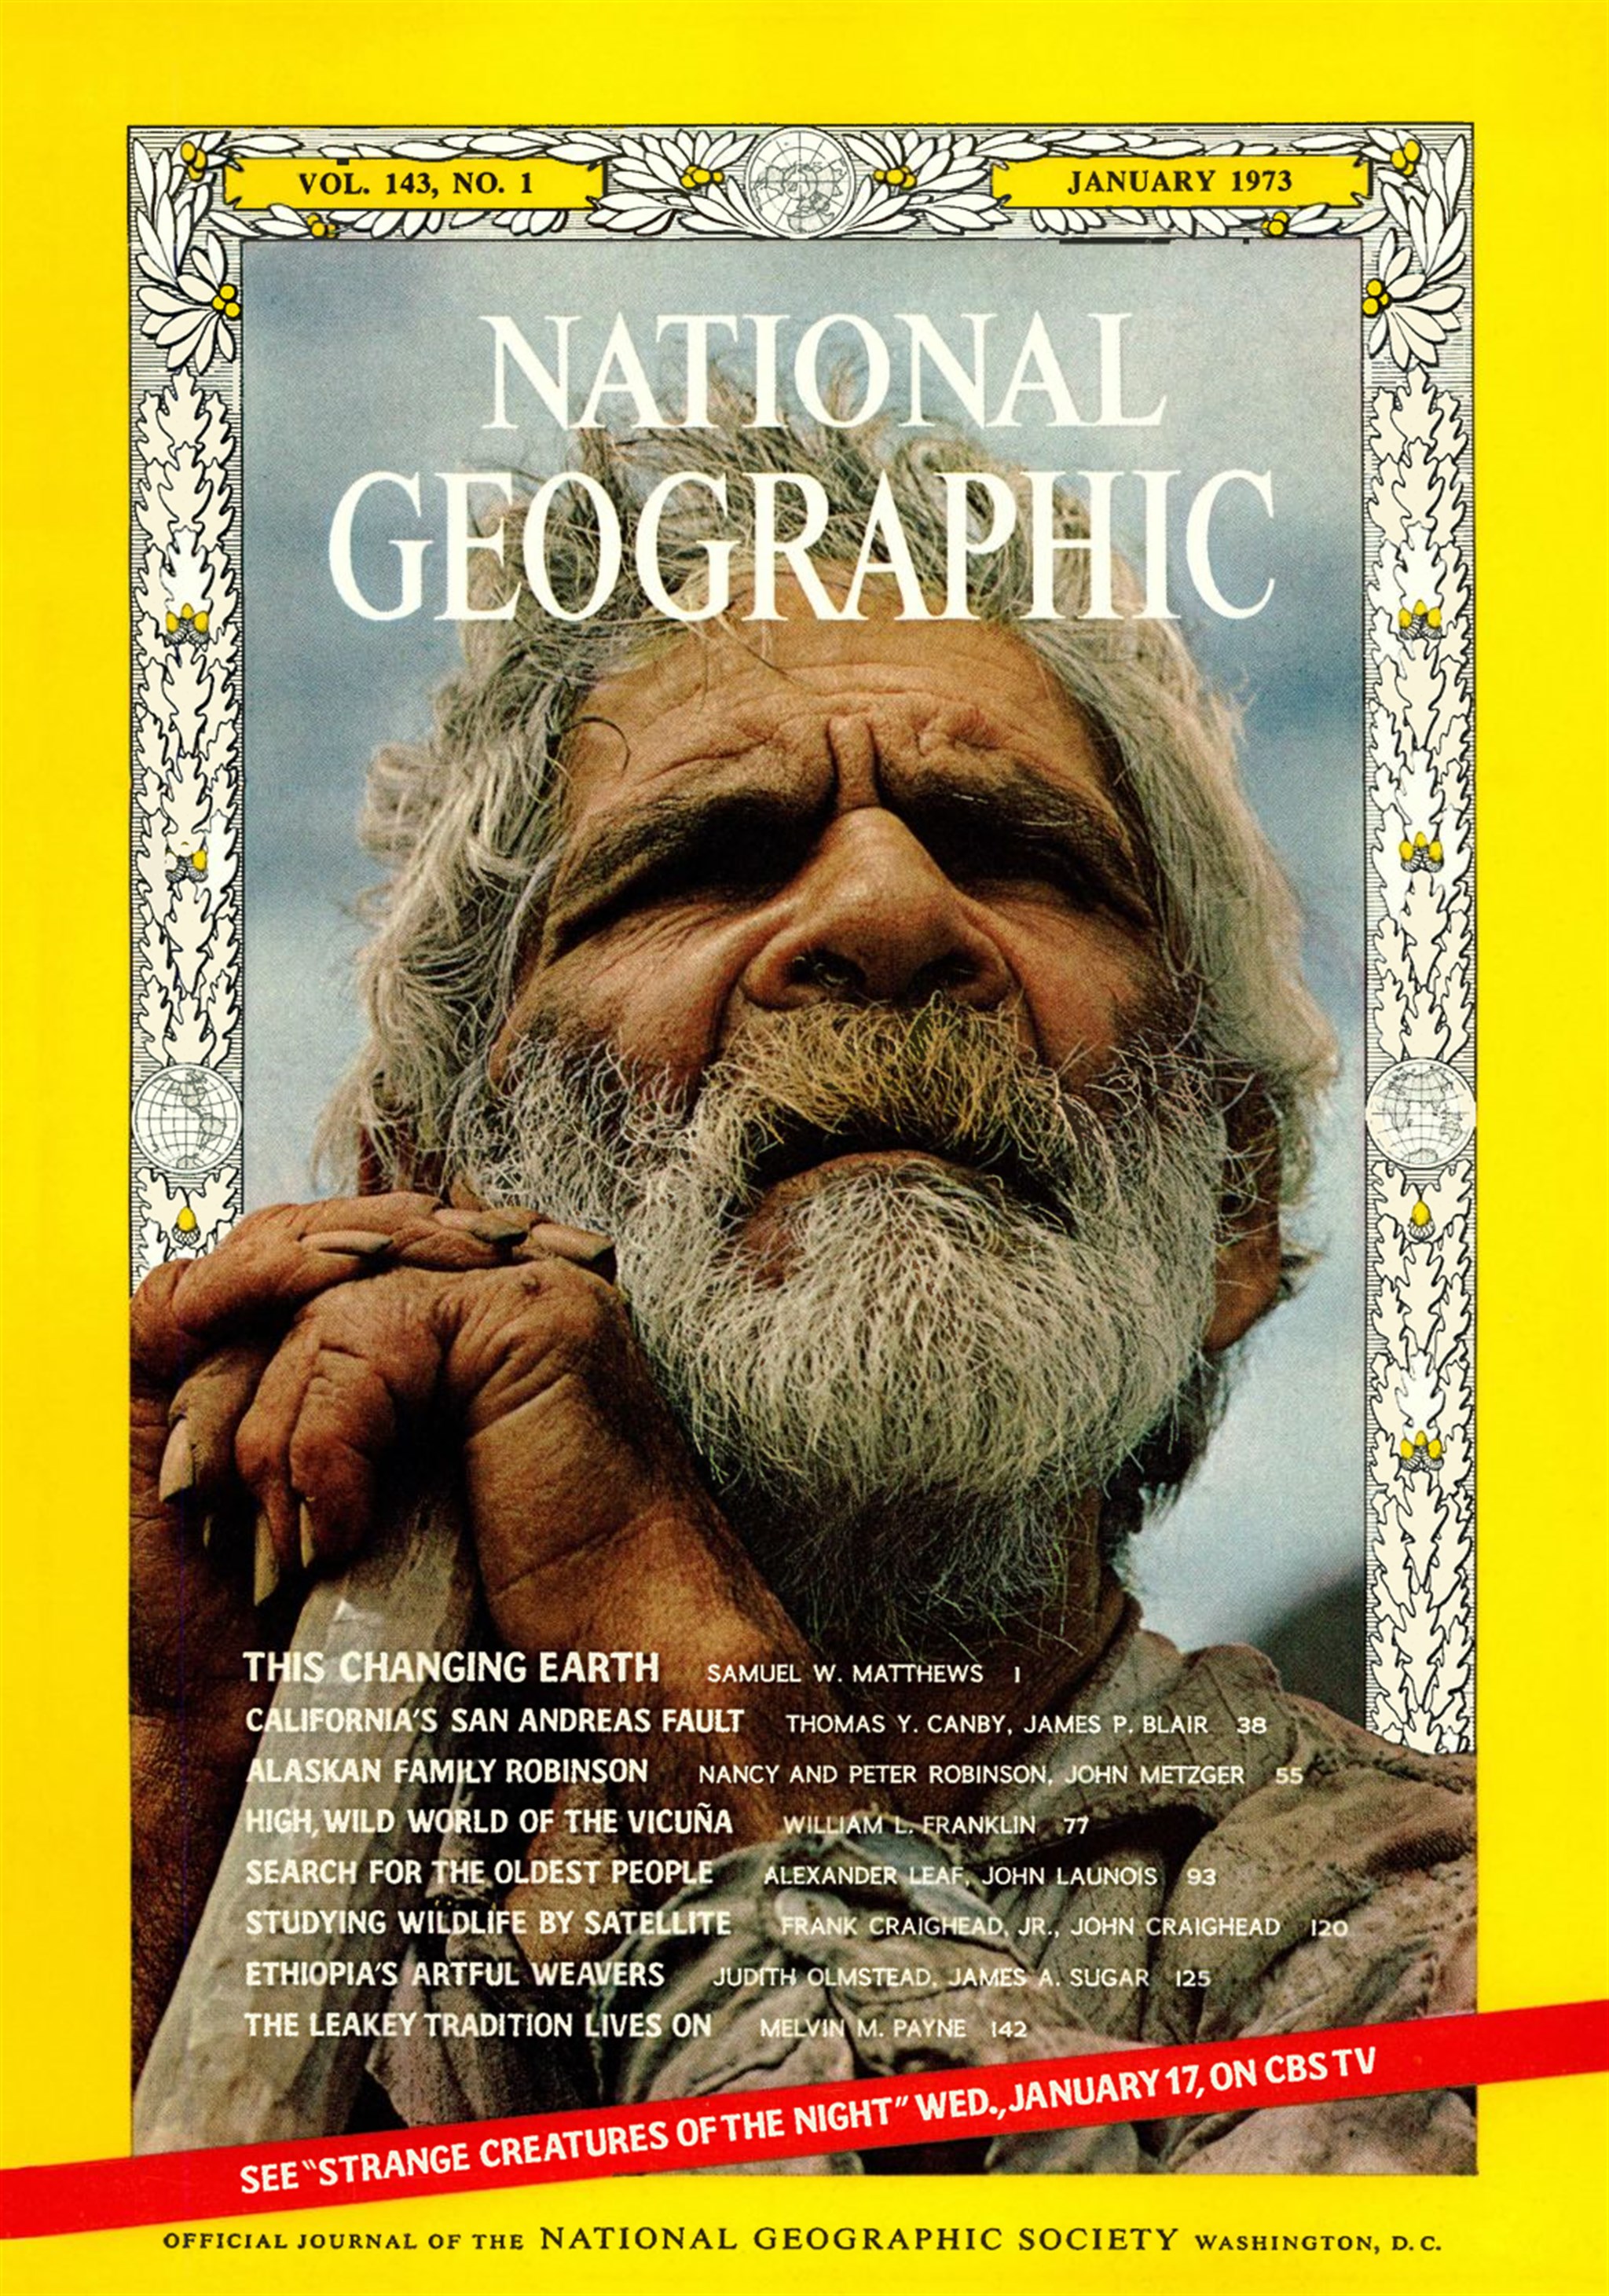 VOL. 143, NO. 1
JANUARY 1973
NATIONAL
GEOGRAPHIC
THIS CHANGING EARTH SAMUEL W. MATTHEWS 1
CALIFORNIA'S SAN ANDREAS FAULT THOMAS Y. CANBY, JAMES P. BLAIR 38
ALASKAN FAMILY ROBINSON NANCY AND PETER ROBINSON, JOHN METZGER 55
HIGH, WILD WORLD OF THE VICUÑA WILLIAM L. FRANKLIN 77
SEARCH FOR THE OLDEST PEOPLE ALEXANDER LEAF, JOHN LAUNOIS 93
STUDYING WILDLIFE BY SATELLITE FRANK CRAIGHEAD, JR., JOHN CRAIGHEAD 120
ETHIOPIA'S ARTFUL WEAVERS JUDITH OLMSTEAD, JAMES A. SUGAR 125
THE LEAKEY TRADITION LIVES ON MELVIN M. PAYNE 142
SEE "STRANGE CREATURES OF THE NIGHT" WED., JANUARY 17, ON CBS TV
OFFICIAL JOURNAL OF THE NATIONAL GEOGRAPHIC SOCIETY WASHINGTON, D.C.